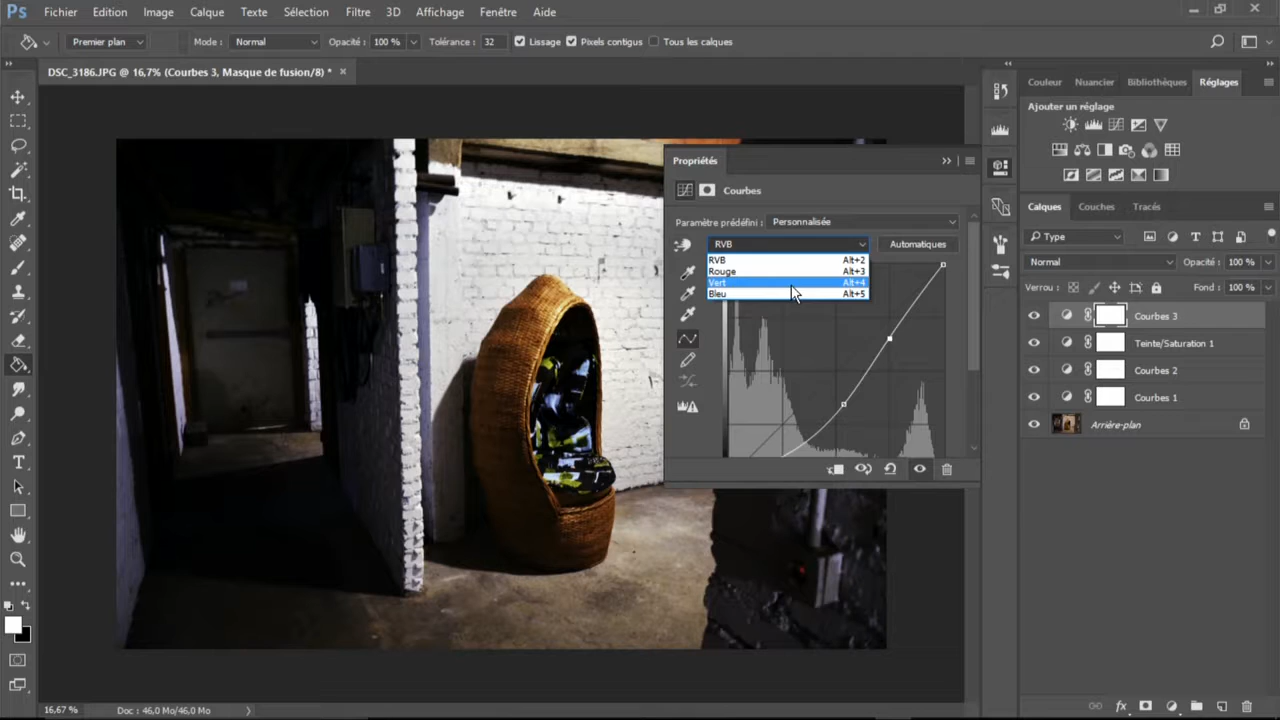 Ps Fichier Edition Image Calque Texte Sélection Filtre 3D Affichage Fenêtre Aide
Premier plan Mode : Normal Opacité : 100 % Tolérance : 32 Lissage Pixels contigus Tous les calques
DSC_3186.JPG @ 16,7% (Courbes 3, Masque de fusion/8) * ×
Couleur Nuancier Bibliothèques Réglages
Ajouter un réglage
Propriétés
Courbes
Paramètre prédéfini : Personnalisée
RVB Automatiques
RVB Alt+2
Rouge Alt+3
Vert Alt+4
Bleu Alt+5
Calques Couches Tracés
Type
Normal Opacité : 100 %
Verrou : Fond : 100 %
Courbes 3
Teinte/Saturation 1
Courbes 2
Courbes 1
Arrière-plan
16,67 % Doc : 46,0 Mo/46,0 Mo